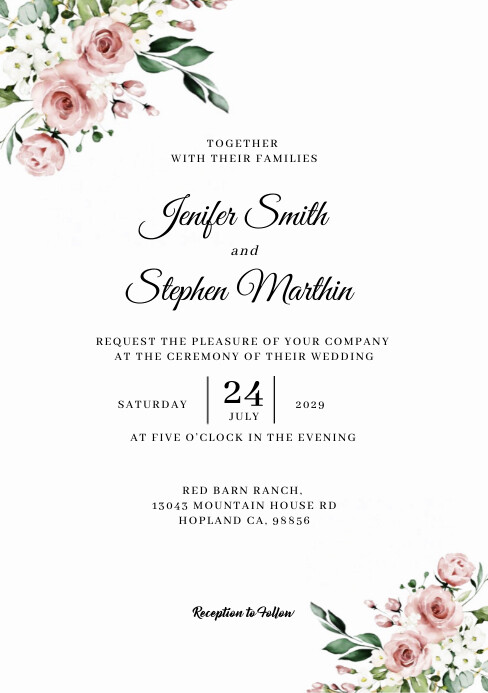 TOGETHER
WITH THEIR FAMILIES
Jenifer Smith
and
Stephen Marthin
REQUEST THE PLEASURE OF YOUR COMPANY
AT THE CEREMONY OF THEIR WEDDING
SATURDAY 24 JULY 2029
AT FIVE O'CLOCK IN THE EVENING
RED BARN RANCH,
13043 MOUNTAIN HOUSE RD
HOPLAND CA, 98856
Reception to Follow